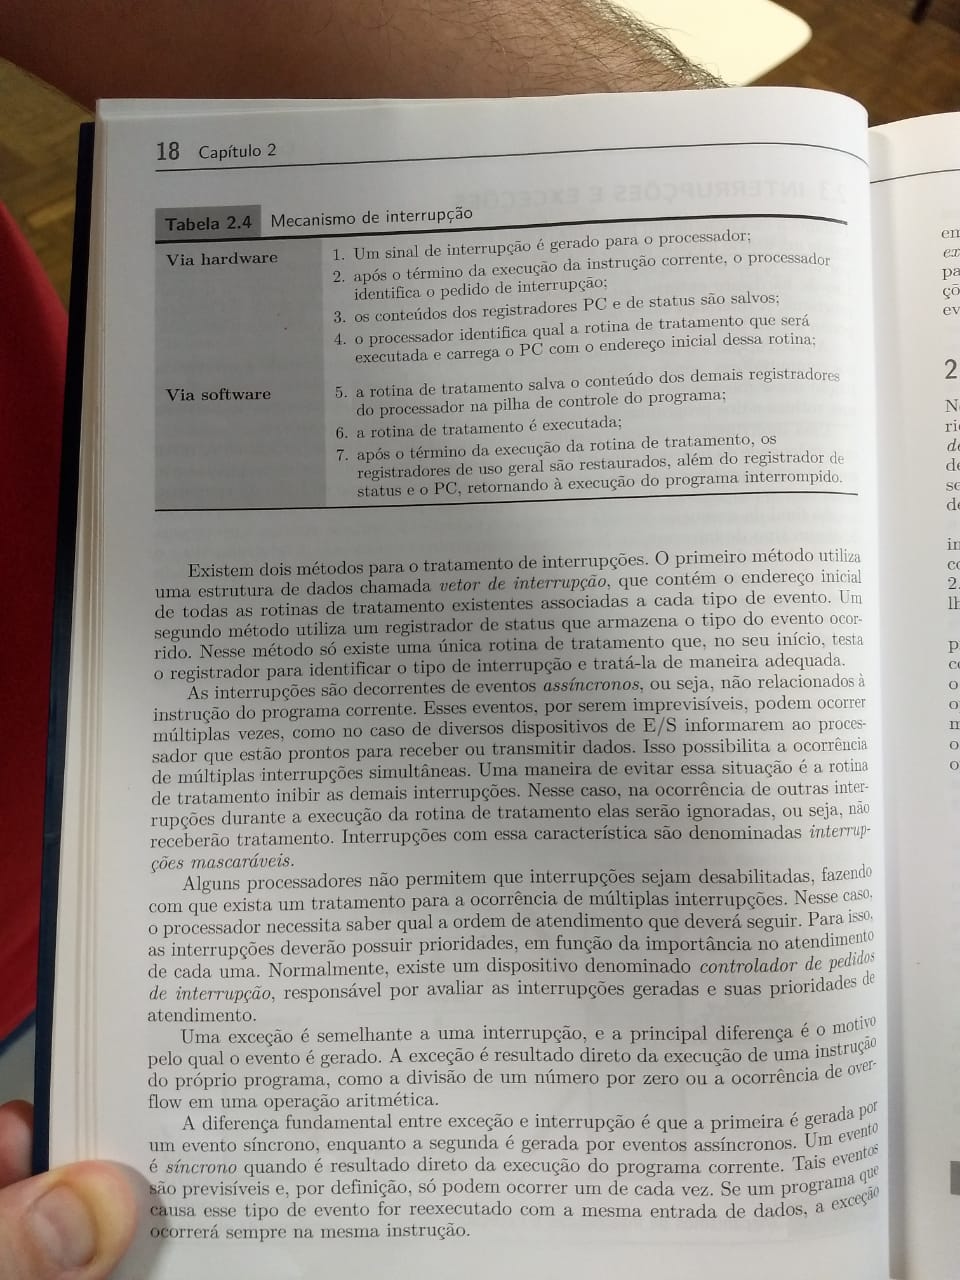 18 Capítulo 2
Tabela 2.4 Mecanismo de interrupção
Via hardware
1. Um sinal de interrupção é gerado para o processador;
2. após o término da execução da instrução corrente, o processador
identifica o pedido de interrupção;
3. os conteúdos dos registradores PC e de status são salvos;
4. o processador identifica qual a rotina de tratamento que será
executada e carrega o PC com o endereço inicial dessa rotina;
Via software
5. a rotina de tratamento salva o conteúdo dos demais registradores
do processador na pilha de controle do programa;
6. a rotina de tratamento é executada;
7. após o término da execução da rotina de tratamento, os
registradores de uso geral são restaurados, além do registrador de
status e o PC, retornando à execução do programa interrompido.
Existem dois métodos para o tratamento de interrupções. O primeiro método utiliza
uma estrutura de dados chamada vetor de interrupção, que contém o endereço inicial
de todas as rotinas de tratamento existentes associadas a cada tipo de evento. Um
segundo método utiliza um registrador de status que armazena o tipo do evento ocor-
rido. Nesse método só existe uma única rotina de tratamento que, no seu início, testa
o registrador para identificar o tipo de interrupção e tratá-la de maneira adequada.
As interrupções são decorrentes de eventos assíncronos, ou seja, não relacionados à
instrução do programa corrente. Esses eventos, por serem imprevisíveis, podem ocorrer
múltiplas vezes, como no caso de diversos dispositivos de E/S informarem ao proces-
sador que estão prontos para receber ou transmitir dados. Isso possibilita a ocorrência
de múltiplas interrupções simultâneas. Uma maneira de evitar essa situação é a rotina
de tratamento inibir as demais interrupções. Nesse caso, na ocorrência de outras inter-
rupções durante a execução da rotina de tratamento elas serão ignoradas, ou seja, não
receberão tratamento. Interrupções com essa característica são denominadas interrup-
ções mascaráveis.
Alguns processadores não permitem que interrupções sejam desabilitadas, fazendo
com que exista um tratamento para a ocorrência de múltiplas interrupções. Nesse caso,
o processador necessita saber qual a ordem de atendimento que deverá seguir. Para isso,
as interrupções deverão possuir prioridades, em função da importância no atendimento
de cada uma. Normalmente, existe um dispositivo denominado controlador de pedidos
de interrupção, responsável por avaliar as interrupções geradas e suas prioridades de
atendimento.
Uma exceção é semelhante a uma interrupção, e a principal diferença é o motivo
pelo qual o evento é gerado. A exceção é resultado direto da execução de uma instrução
do próprio programa, como a divisão de um número por zero ou a ocorrência de over-
flow em uma operação aritmética.
A diferença fundamental entre exceção e interrupção é que a primeira é gerada por
um evento síncrono, enquanto a segunda é gerada por eventos assíncronos. Um evento
é síncrono quando é resultado direto da execução do programa corrente. Tais eventos
são previsíveis e, por definição, só podem ocorrer um de cada vez. Se um programa que
causa esse tipo de evento for reexecutado com a mesma entrada de dados, a exceção
ocorrerá sempre na mesma instrução.